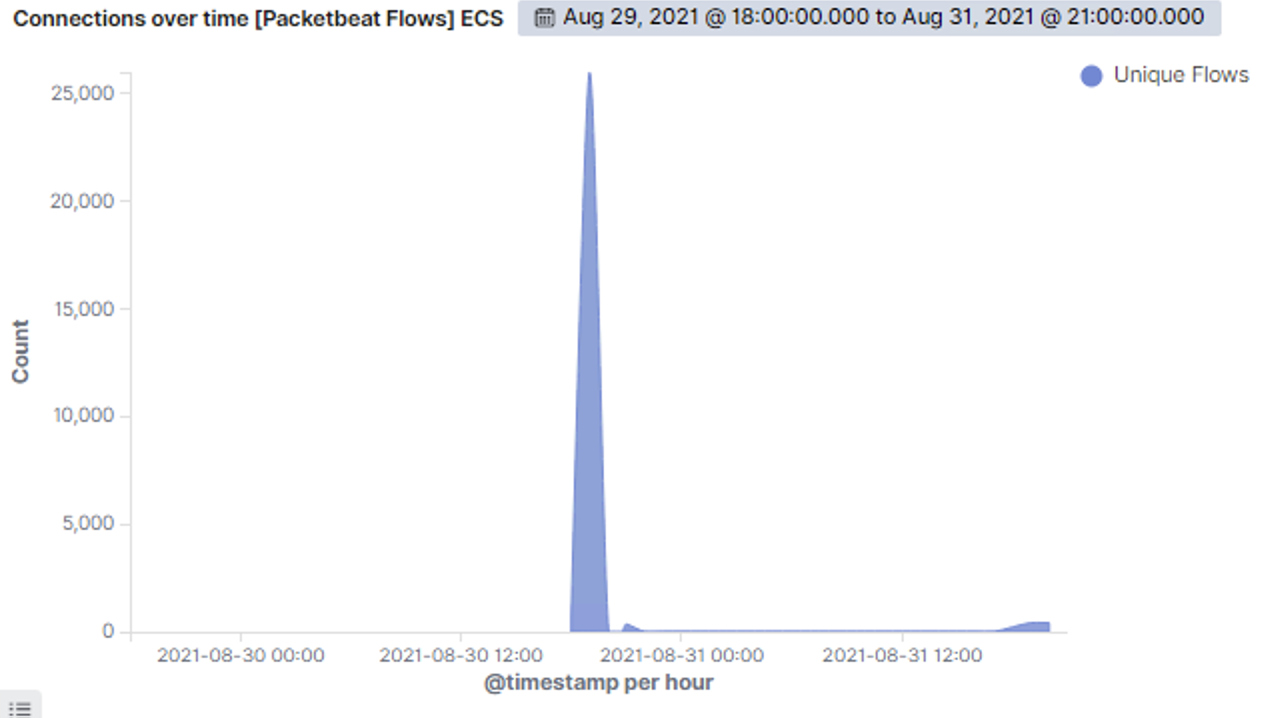 Connections over time [Packetbeat Flows] ECS
Aug 29, 2021 @ 18:00:00.000 to Aug 31, 2021 @ 21:00:00.000
Unique Flows
Count
25,000
20,000
15,000
10,000
5,000
0
2021-08-30 00:00
2021-08-30 12:00
2021-08-31 00:00
2021-08-31 12:00
@timestamp per hour